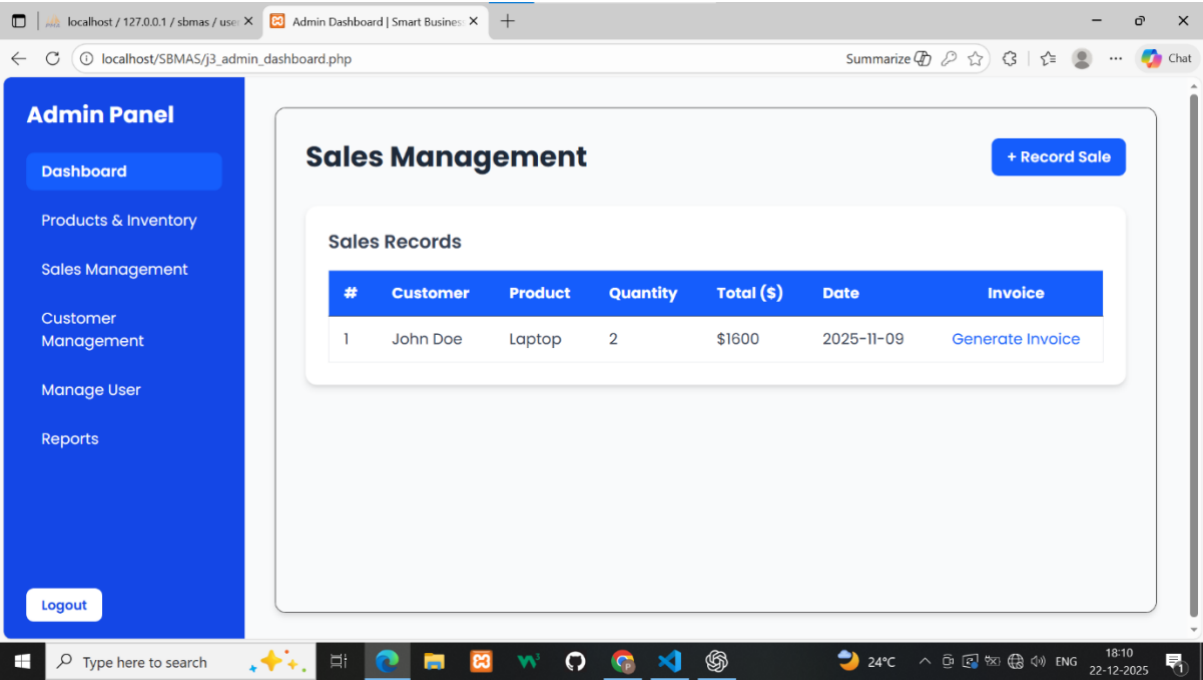 localhost / 127.0.0.1 / sbmas / use
Admin Dashboard | Smart Busines
localhost/SBMAS/j3_admin_dashboard.php
Summarize
Chat
Admin Panel
Dashboard
Products & Inventory
Sales Management
Customer
Management
Manage User
Reports
Logout
Sales Management
+ Record Sale
Sales Records
# Customer Product Quantity Total ($) Date Invoice
1 John Doe Laptop 2 $1600 2025-11-09 Generate Invoice
Type here to search
24°C
ENG
18:10
22-12-2025
1